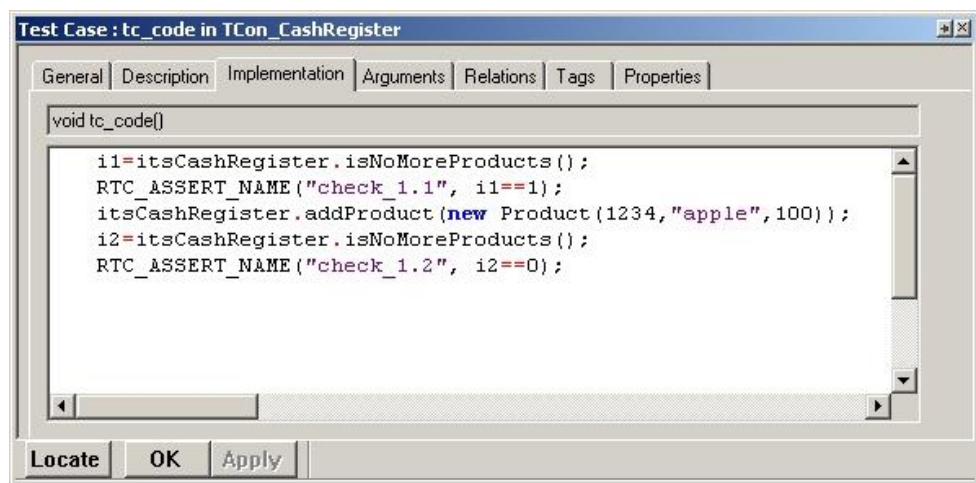 Test Case : tc_code in TCon_CashRegister
General Description Implementation Arguments Relations Tags Properties
void tc_code()
i1=itsCashRegister.isNoMoreProducts();
RTC_ASSERT_NAME("check_1.1", i1==1);
itsCashRegister.addProduct(new Product(1234,"apple",100));
i2=itsCashRegister.isNoMoreProducts();
RTC_ASSERT_NAME("check_1.2", i2==0);
Locate OK Apply